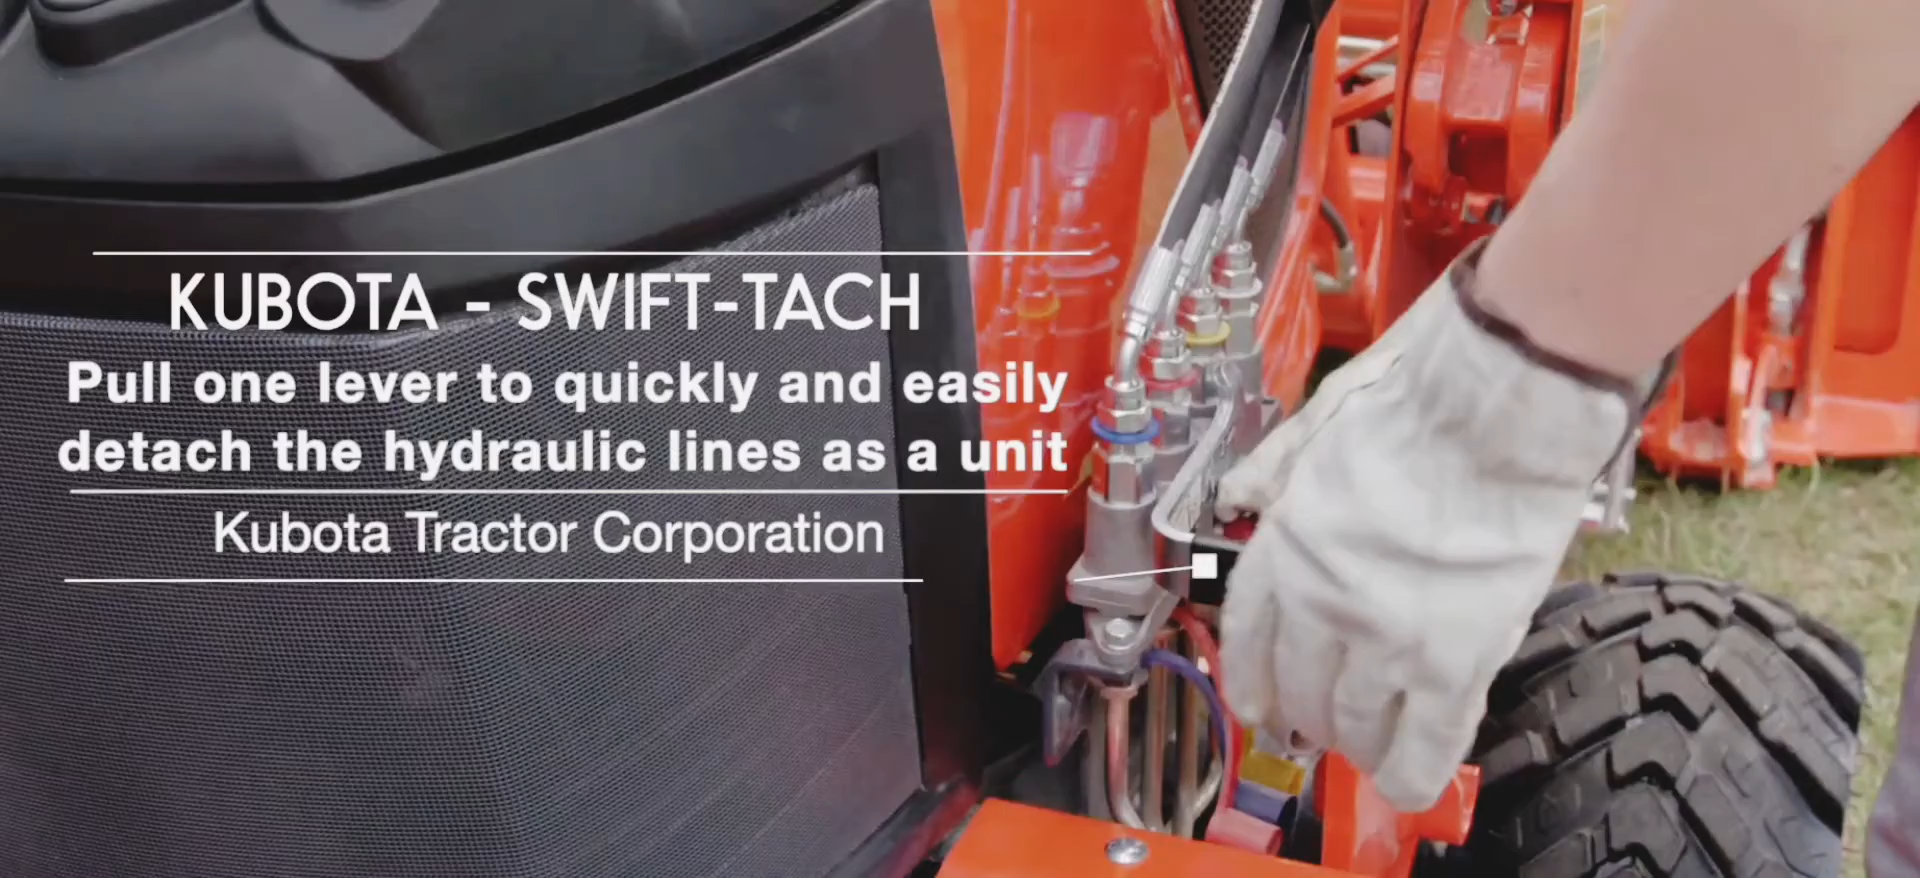 KUBOTA - SWIFT-TACH
Pull one lever to quickly and easily
detach the hydraulic lines as a unit
Kubota Tractor Corporation